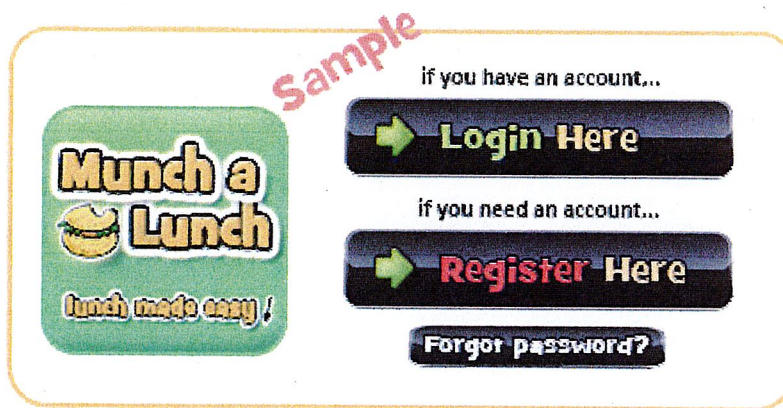 Sample
if you have an account,..
Login Here
if you need an account...
Register Here
Forgot password?
Munch a
Lunch
lunch made easy!